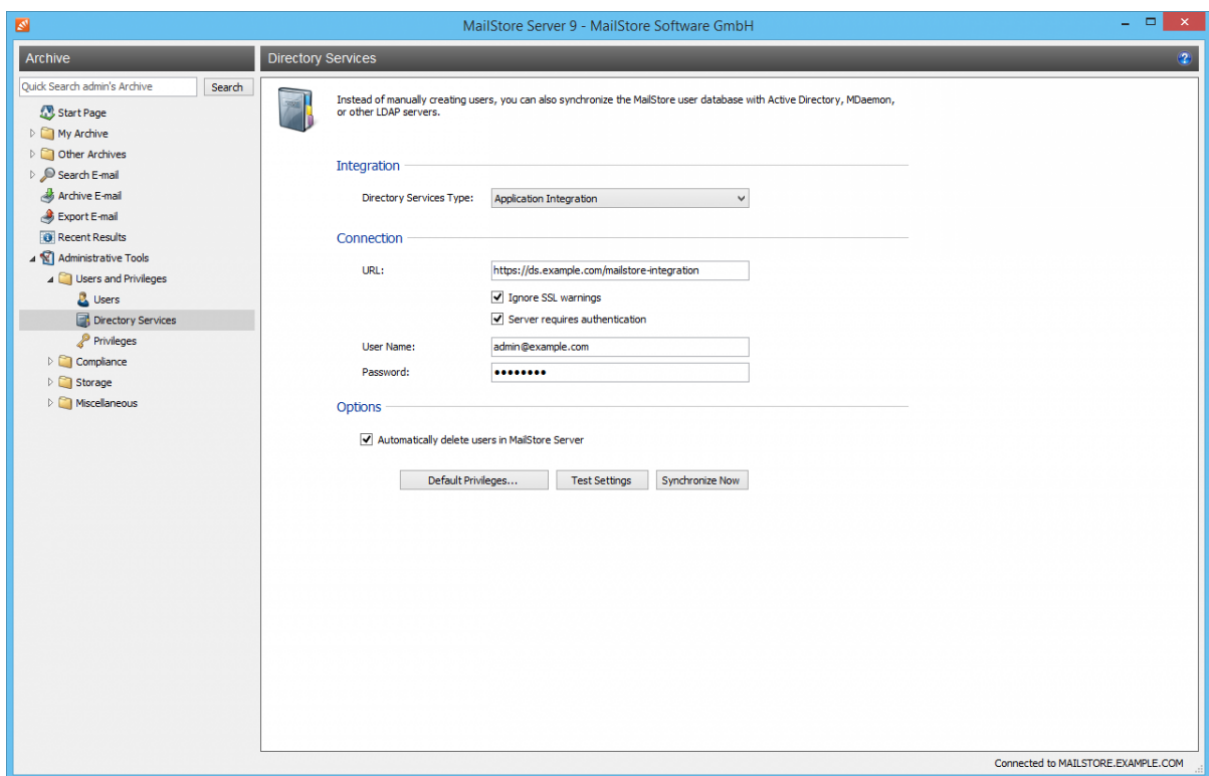 MailStore Server 9 - MailStore Software GmbH
Archive
Quick Search admin's Archive
Search
Start Page
My Archive
Other Archives
Search E-mail
Archive E-mail
Export E-mail
Recent Results
Administrative Tools
Users and Privileges
Users
Directory Services
Privileges
Compliance
Storage
Miscellaneous
Directory Services
Instead of manually creating users, you can also synchronize the MailStore user database with Active Directory, MDaemon,
or other LDAP servers.
Integration
Directory Services Type: Application Integration
Connection
URL: https://ds.example.com/mailstore-integration
Ignore SSL warnings
Server requires authentication
User Name: admin@example.com
Password: ••••••••
Options
Automatically delete users in MailStore Server
Default Privileges... Test Settings Synchronize Now
Connected to MAILSTORE.EXAMPLE.COM